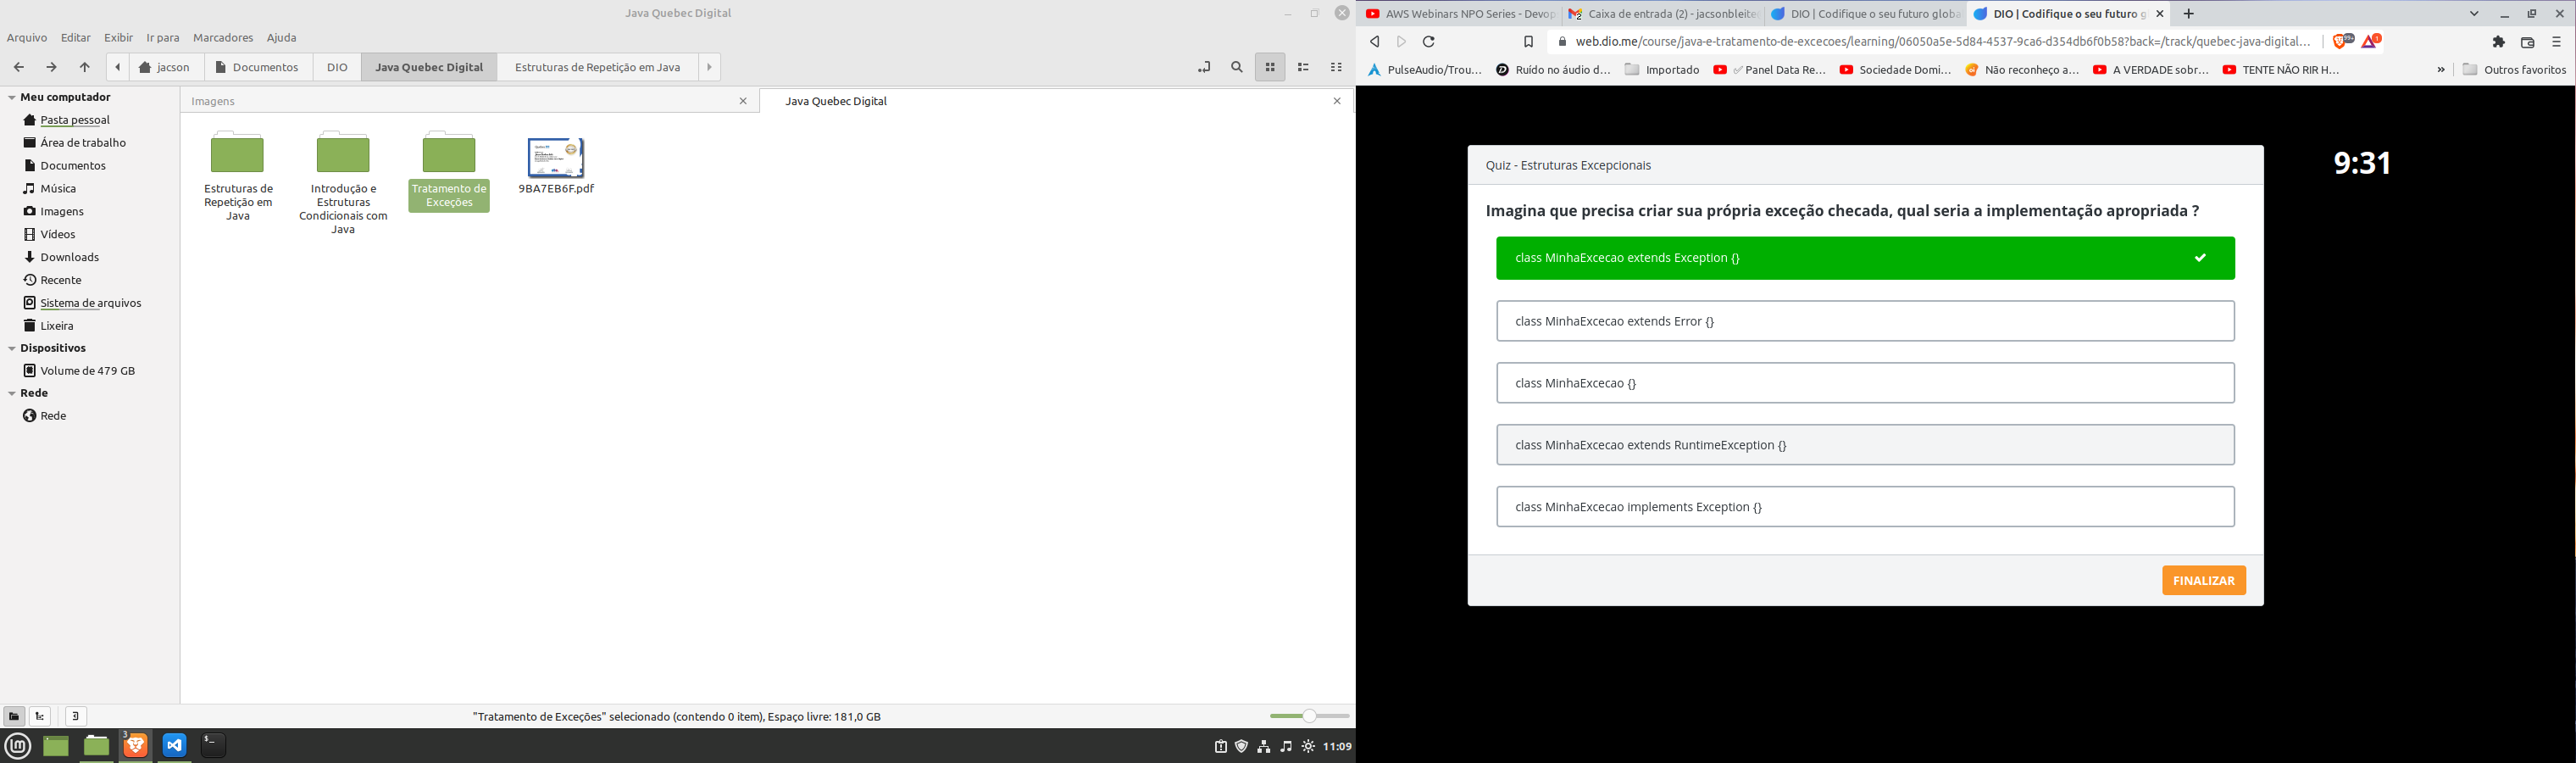 Java Quebec Digital
Arquivo Editar Exibir Ir para Marcadores Ajuda
jacson Documentos DIO Java Quebec Digital Estruturas de Repetição em Java
Meu computador
Pasta pessoal
Área de trabalho
Documentos
Música
Imagens
Vídeos
Downloads
Recente
Sistema de arquivos
Lixeira
Dispositivos
Volume de 479 GB
Rede
Rede
Imagens
Java Quebec Digital
Estruturas de
Repetição em
Java
Introdução e
Estruturas
Condicionais com
Java
Tratamento de
Exceções
9BA7EB6F.pdf
"Tratamento de Exceções" selecionado (contendo 0 item), Espaço livre: 181,0 GB
3
11:09
AWS Webinars NPO Series - Devop
Caixa de entrada (2) - jacsonbleite
DIO | Codifique o seu futuro globa
DIO | Codifique o seu futuro g
web.dio.me/course/java-e-tratamento-de-excecoes/learning/06050a5e-5d84-4537-9ca6-d354db6f0b58?back=/track/quebec-java-digital...
99+
1
PulseAudio/Trou...
Ruído no áudio d...
Importado
Panel Data Re...
Sociedade Domi...
Não reconheço a...
A VERDADE sobr...
TENTE NÃO RIR H...
»
Outros favoritos
Quiz - Estruturas Excepcionais
9:31
Imagina que precisa criar sua própria exceção checada, qual seria a implementação apropriada ?
class MinhaExcecao extends Exception {}
class MinhaExcecao extends Error {}
class MinhaExcecao {}
class MinhaExcecao extends RuntimeException {}
class MinhaExcecao implements Exception {}
FINALIZAR